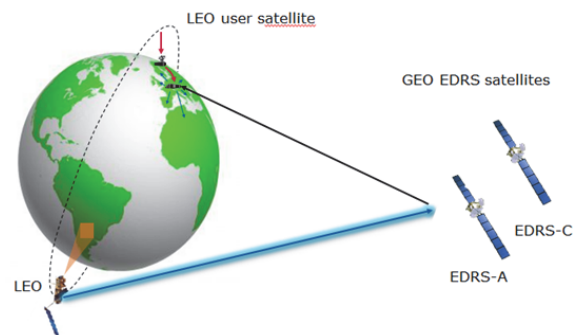 LEO user satellite
GEO EDRS satellites
EDRS-C
EDRS-A
LEO